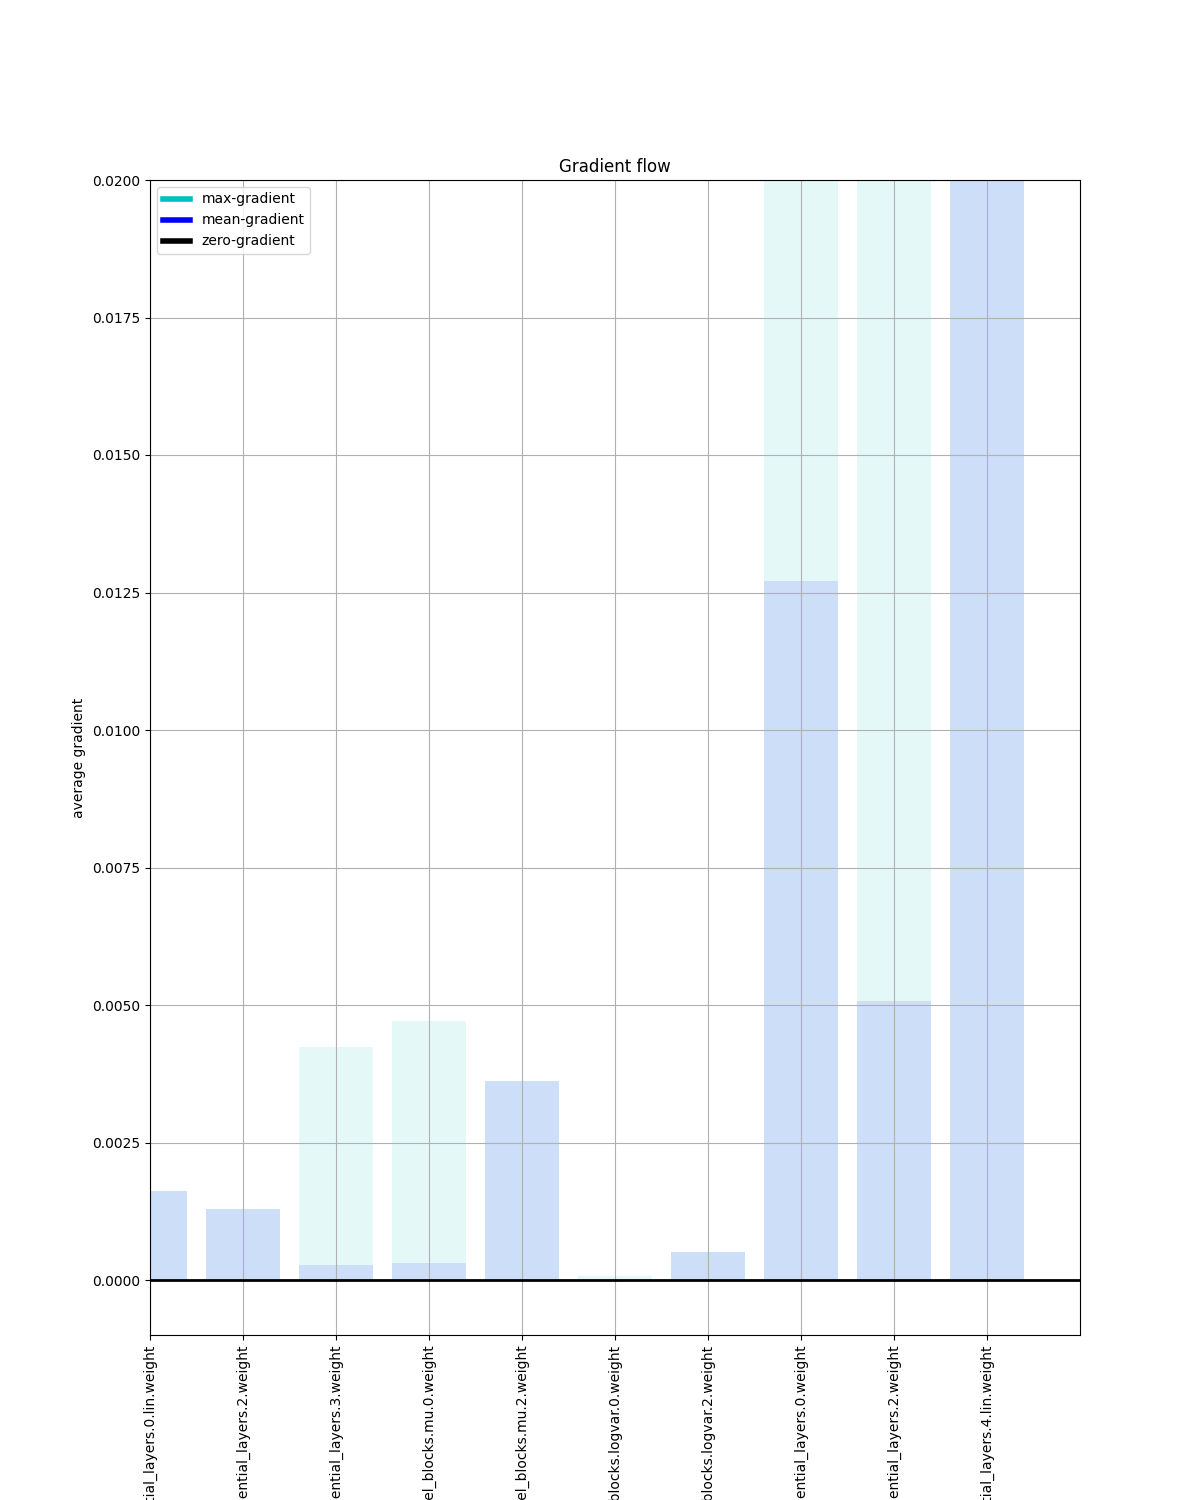 Gradient flow
max-gradient
mean-gradient
zero-gradient
0.0200
0.0175
0.0150
0.0125
0.0100
0.0075
0.0050
0.0025
0.0000
average gradient
tial_layers.0.lin.weight
ential_layers.2.weight
ential_layers.3.weight
el_blocks.mu.0.weight
el_blocks.mu.2.weight
blocks.logvar.0.weight
blocks.logvar.2.weight
ential_layers.0.weight
ential_layers.2.weight
tial_layers.4.lin.weight